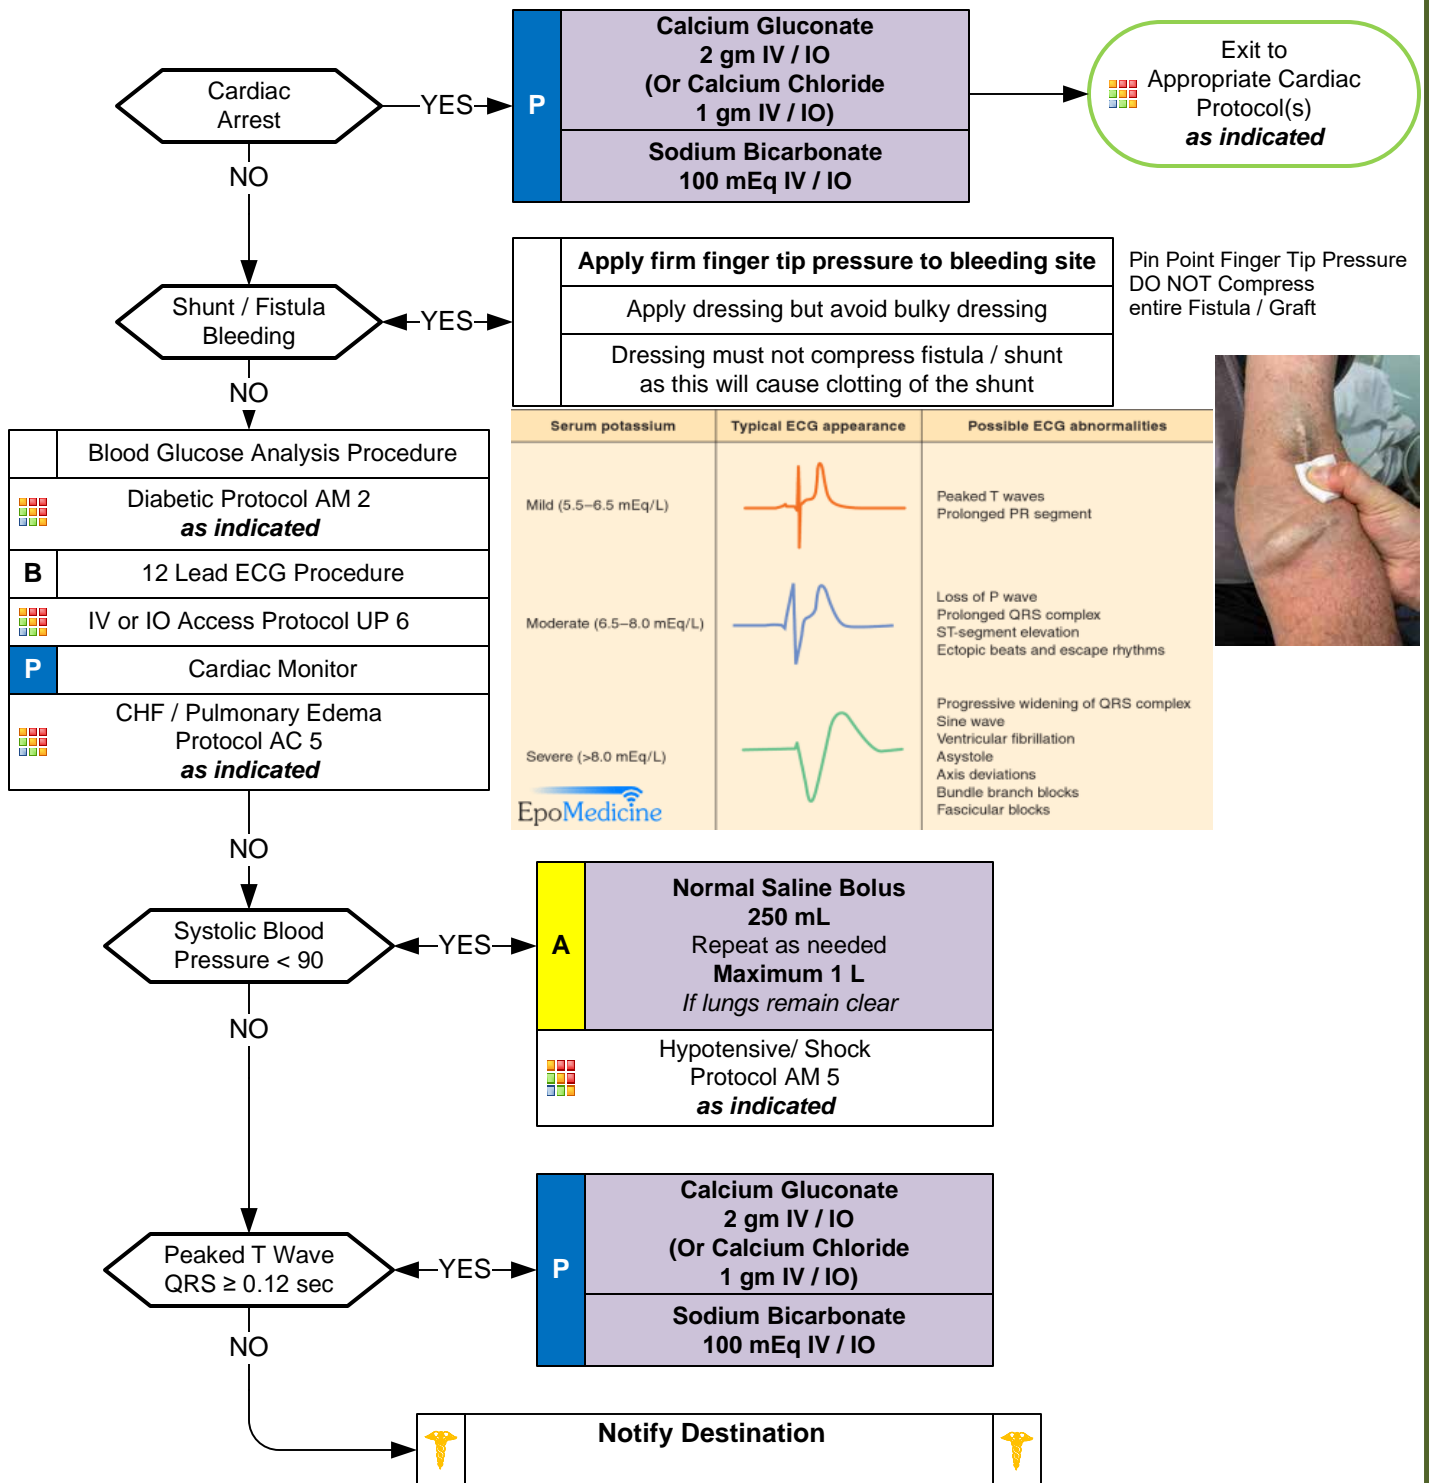 Cardiac
Arrest
YES
P
Calcium Gluconate
2 gm IV / IO
(Or Calcium Chloride
1 gm IV / IO)
Sodium Bicarbonate
100 mEq IV / IO
Exit to
Appropriate Cardiac
Protocol(s)
as indicated
NO
Shunt / Fistula
Bleeding
YES
Apply firm finger tip pressure to bleeding site
Apply dressing but avoid bulky dressing
Dressing must not compress fistula / shunt
as this will cause clotting of the shunt
Pin Point Finger Tip Pressure
DO NOT Compress
entire Fistula / Graft
NO
Blood Glucose Analysis Procedure
Diabetic Protocol AM 2
as indicated
B
12 Lead ECG Procedure
IV or IO Access Protocol UP 6
P
Cardiac Monitor
CHF / Pulmonary Edema
Protocol AC 5
as indicated
Serum potassium
Typical ECG appearance
Possible ECG abnormalities
Mild (5.5–6.5 mEq/L)
Peaked T waves
Prolonged PR segment
Moderate (6.5–8.0 mEq/L)
Loss of P wave
Prolonged QRS complex
ST-segment elevation
Ectopic beats and escape rhythms
Severe (>8.0 mEq/L)
Progressive widening of QRS complex
Sine wave
Ventricular fibrillation
Asystole
Axis deviations
Bundle branch blocks
Fascicular blocks
EpoMedicine
NO
Systolic Blood
Pressure < 90
YES
A
Normal Saline Bolus
250 mL
Repeat as needed
Maximum 1 L
If lungs remain clear
Hypotensive/ Shock
Protocol AM 5
as indicated
NO
Peaked T Wave
QRS ≥ 0.12 sec
YES
P
Calcium Gluconate
2 gm IV / IO
(Or Calcium Chloride
1 gm IV / IO)
Sodium Bicarbonate
100 mEq IV / IO
NO
Notify Destination